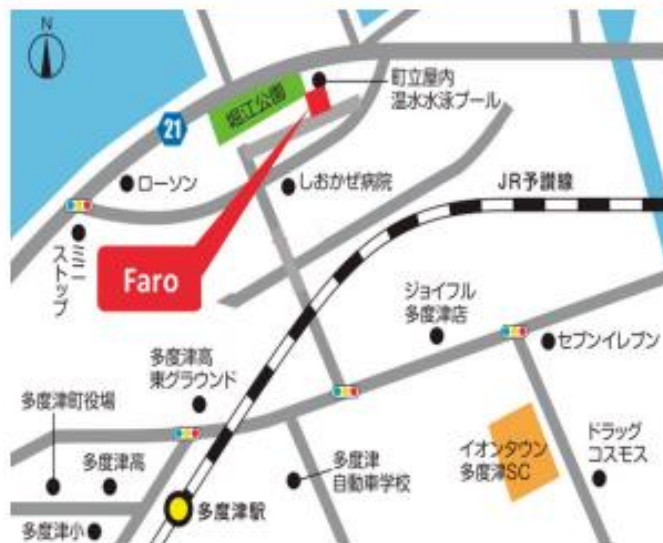 N
町立屋内
温水水泳プール
堀江公園
21
ローソン
しおかぜ病院
JR予讃線
ミニ
ストップ
Faro
ジョイフル
多度津店
セブンイレブン
多度津高
東グラウンド
多度津町役場
多度津高
多度津
自動車学校
イオンタウン
多度津SC
ドラッグ
コスモス
多度津駅
多度津小